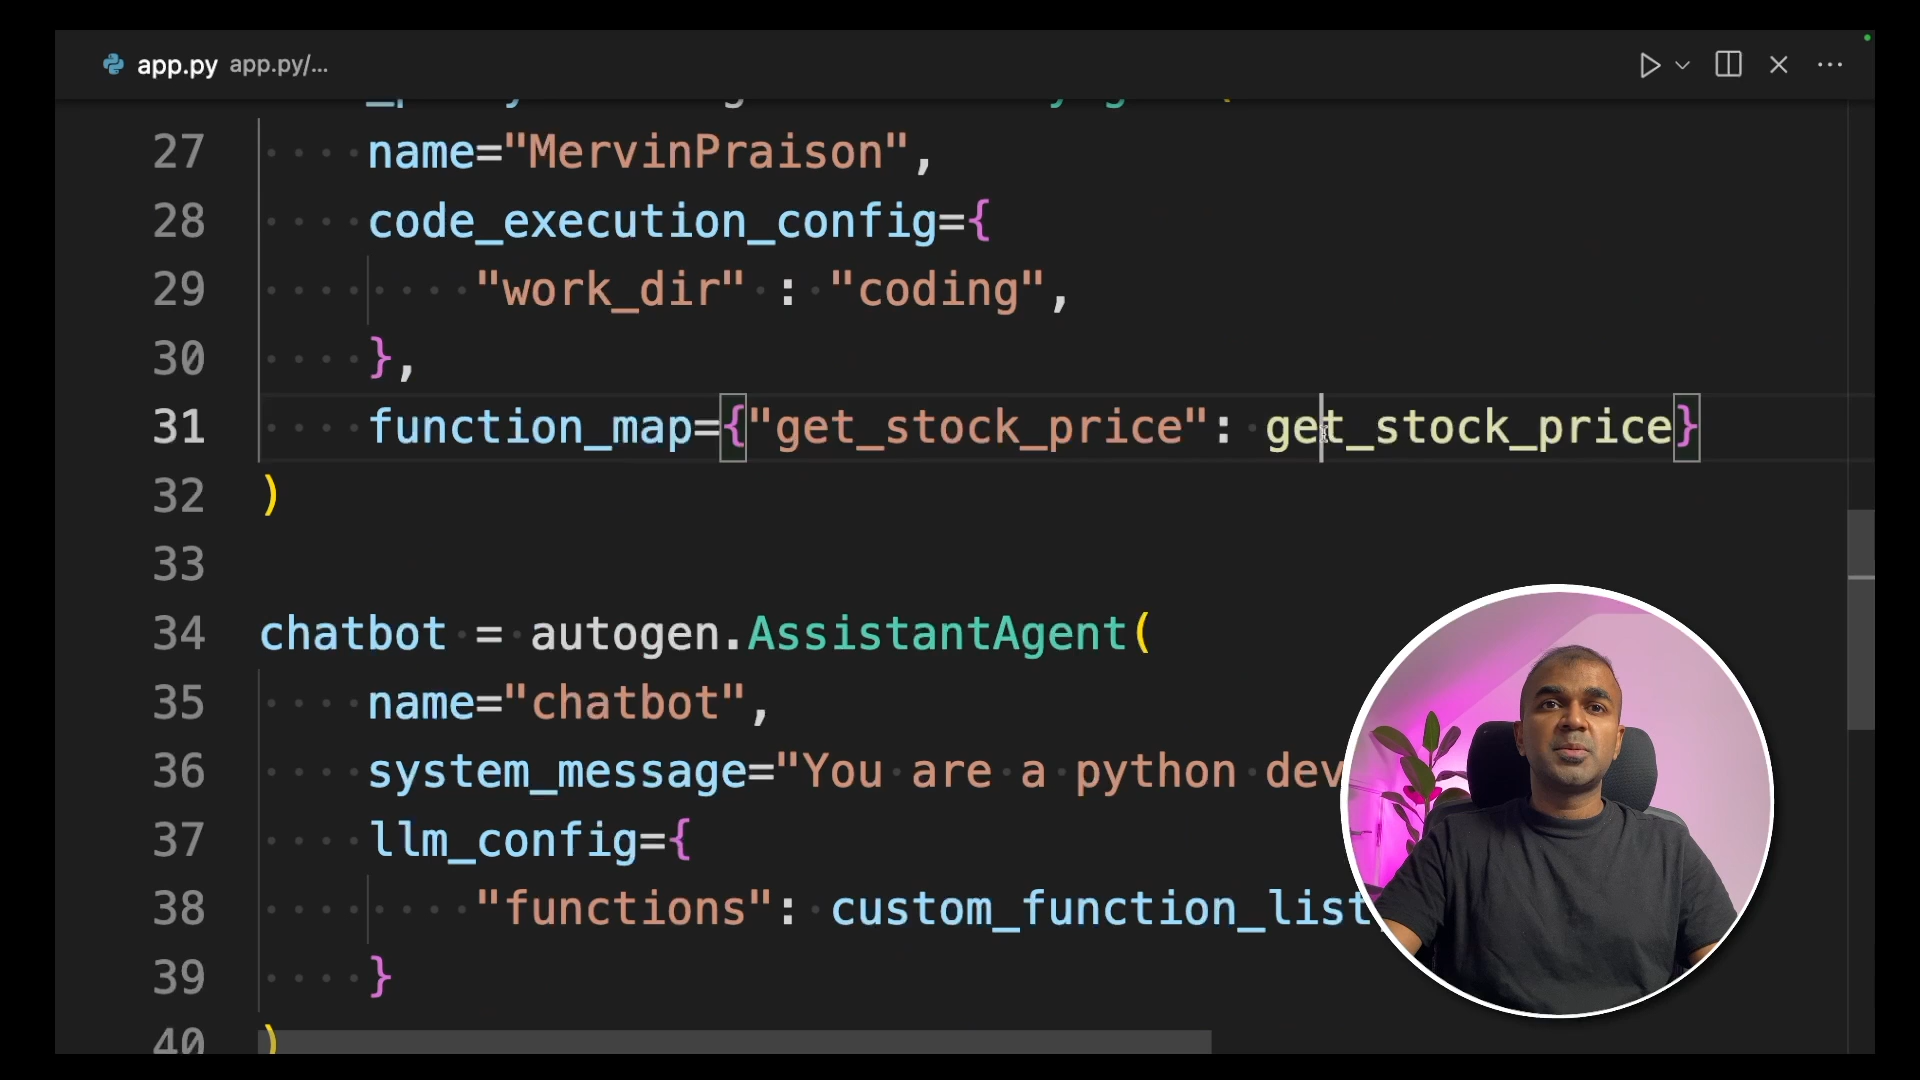 app.py app.py/...
27 name="MervinPraison",
28 code_execution_config={
29 "work_dir" : "coding",
30 },
31 function_map={"get_stock_price": get_stock_price}
32 )
33
34 chatbot = autogen.AssistantAgent(
35 name="chatbot",
36 system_message="You are a python dev
37 llm_config={
38 "functions": custom_function_list,
39 }
40 )